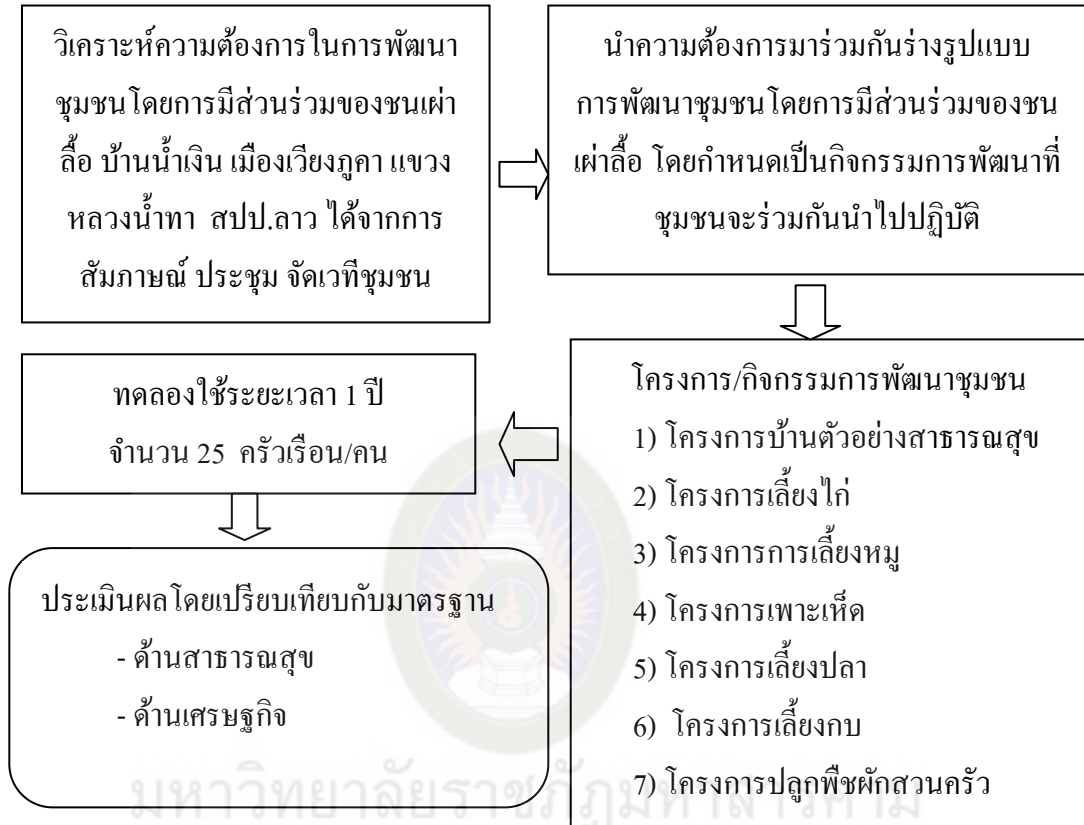 วิเคราะห์ความต้องการในการพัฒนา
ชุมชนโดยการมีส่วนร่วมของชนเผ่า
ลื้อ บ้านน้ำเงิน เมืองเวียงภูคา แขวง
หลวงน้ำทา สปป.ลาว ได้จากการ
สัมภาษณ์ ประชุม จัดเวทีชุมชน
นำความต้องการมาร่วมกันร่างรูปแบบ
การพัฒนาชุมชนโดยการมีส่วนร่วมของชน
เผ่าลื้อ โดยกำหนดเป็นกิจกรรมการพัฒนาที่
ชุมชนจะร่วมกันนำไปปฏิบัติ
โครงการ/กิจกรรมการพัฒนาชุมชน
1) โครงการบ้านตัวอย่างสาธารณสุข
2) โครงการเลี้ยงไก่
3) โครงการการเลี้ยงหมู
4) โครงการเพาะเห็ด
5) โครงการเลี้ยงปลา
6) โครงการเลี้ยงกบ
7) โครงการปลูกพืชผักสวนครัว
ทดลองใช้ระยะเวลา 1 ปี
จำนวน 25 ครัวเรือน/คน
ประเมินผลโดยเปรียบเทียบกับมาตรฐาน
- ด้านสาธารณสุข
- ด้านเศรษฐกิจ
มหาวิทยาลัยราชภัฏมหาสารคาม